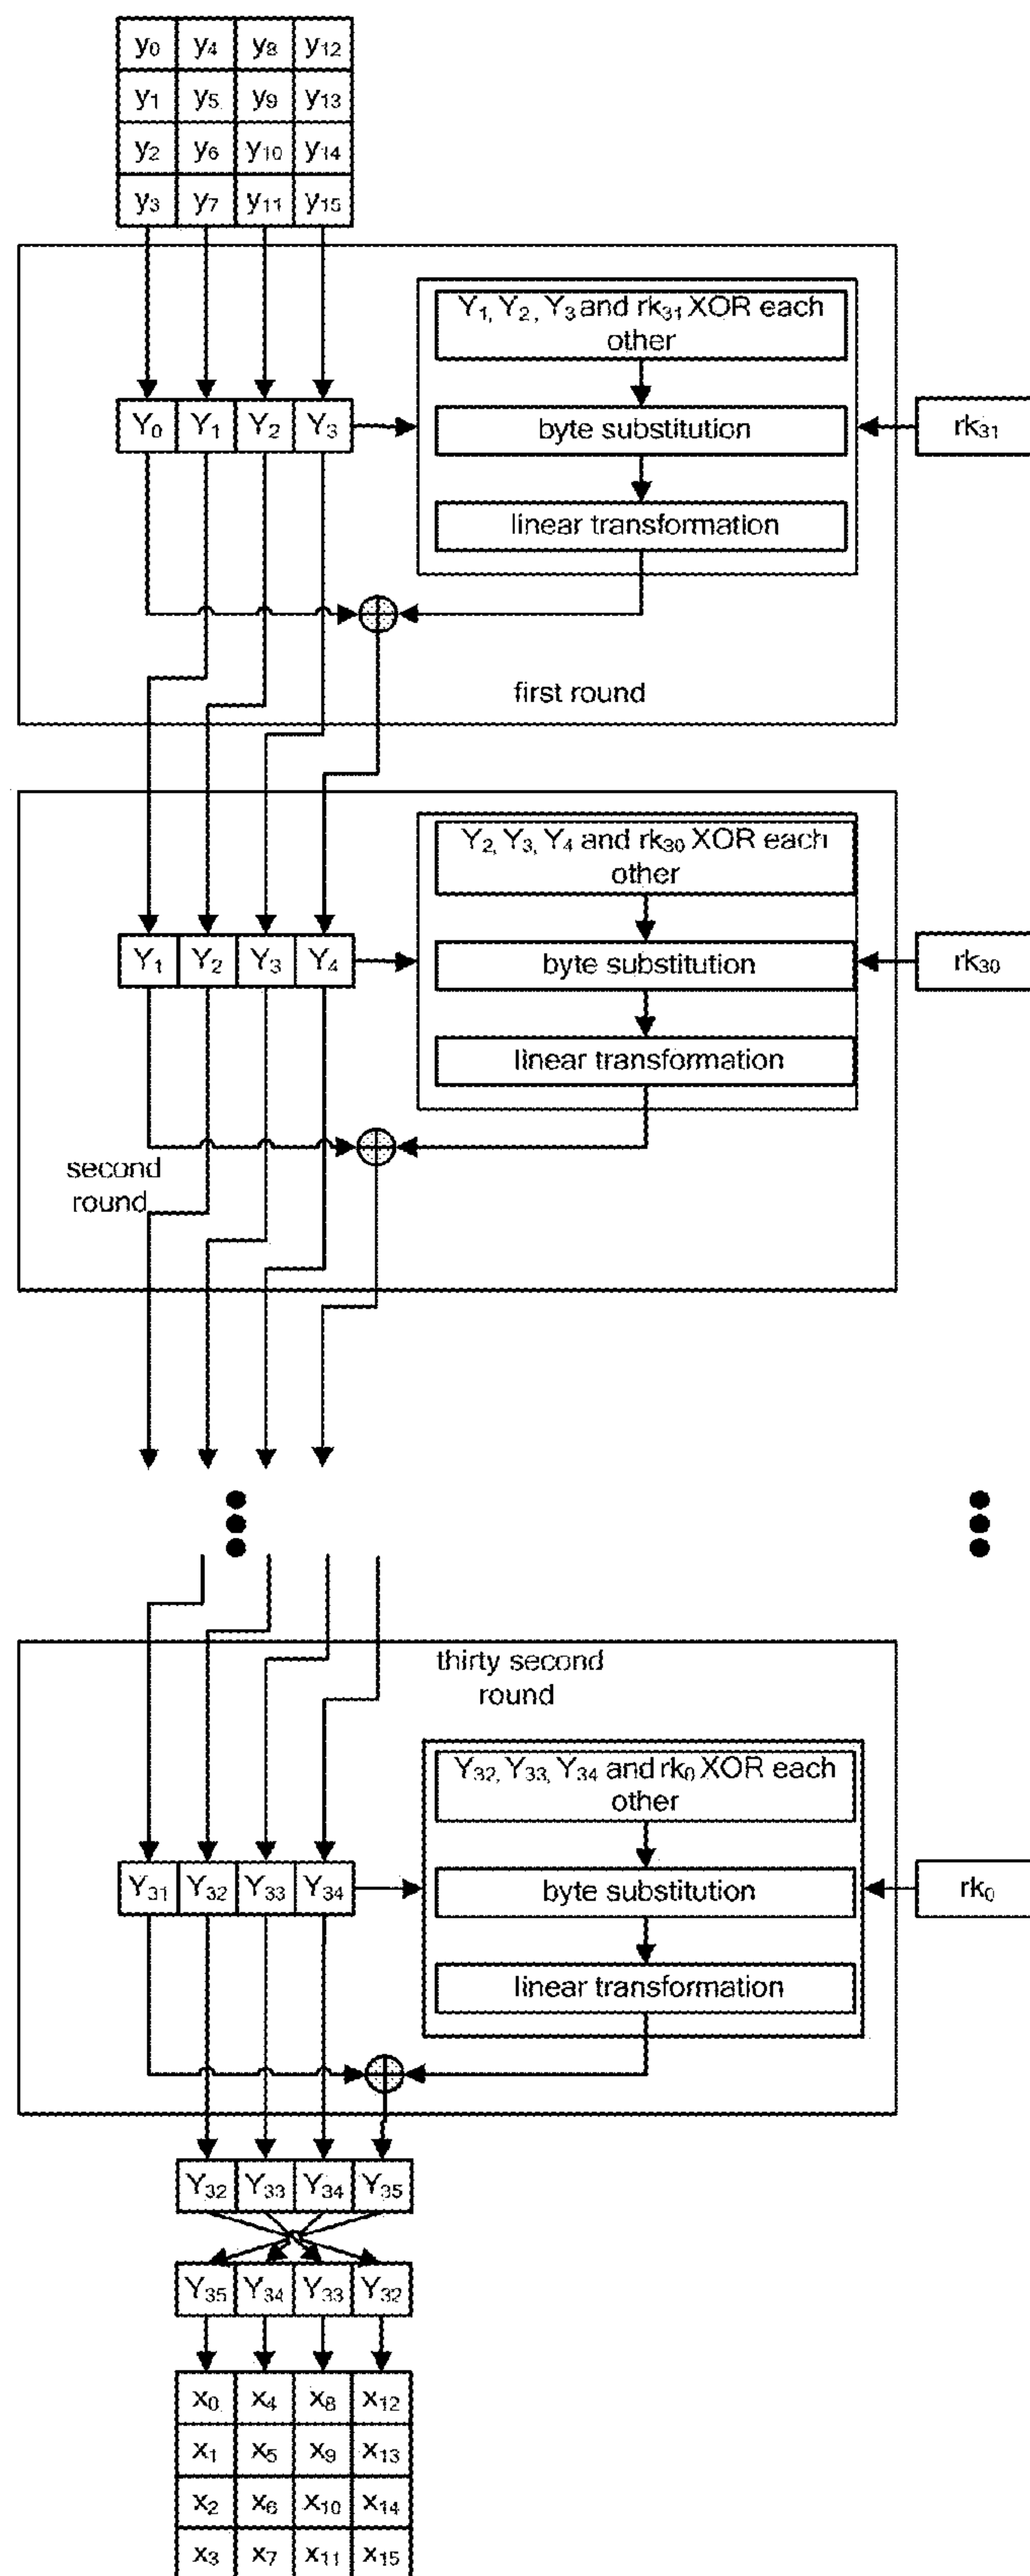 y₀ y₄ y₈ y₁₂
y₁ y₅ y₉ y₁₃
y₂ y₆ y₁₀ y₁₄
y₃ y₇ y₁₁ y₁₅
Y₁, Y₂, Y₃ and rk₃₁ XOR each
other
Y₀ Y₁ Y₂ Y₃
byte substitution
rk₃₁
linear transformation
first round
Y₂, Y₃, Y₄ and rk₃₀ XOR each
other
Y₁ Y₂ Y₃ Y₄
byte substitution
rk₃₀
linear transformation
second
round
thirty second
round
Y₃₂, Y₃₃, Y₃₄ and rk₀ XOR each
other
Y₃₁ Y₃₂ Y₃₃ Y₃₄
byte substitution
rk₀
linear transformation
Y₃₂ Y₃₃ Y₃₄ Y₃₅
Y₃₅ Y₃₄ Y₃₃ Y₃₂
x₀ x₄ x₈ x₁₂
x₁ x₅ x₉ x₁₃
x₂ x₆ x₁₀ x₁₄
x₃ x₇ x₁₁ x₁₅